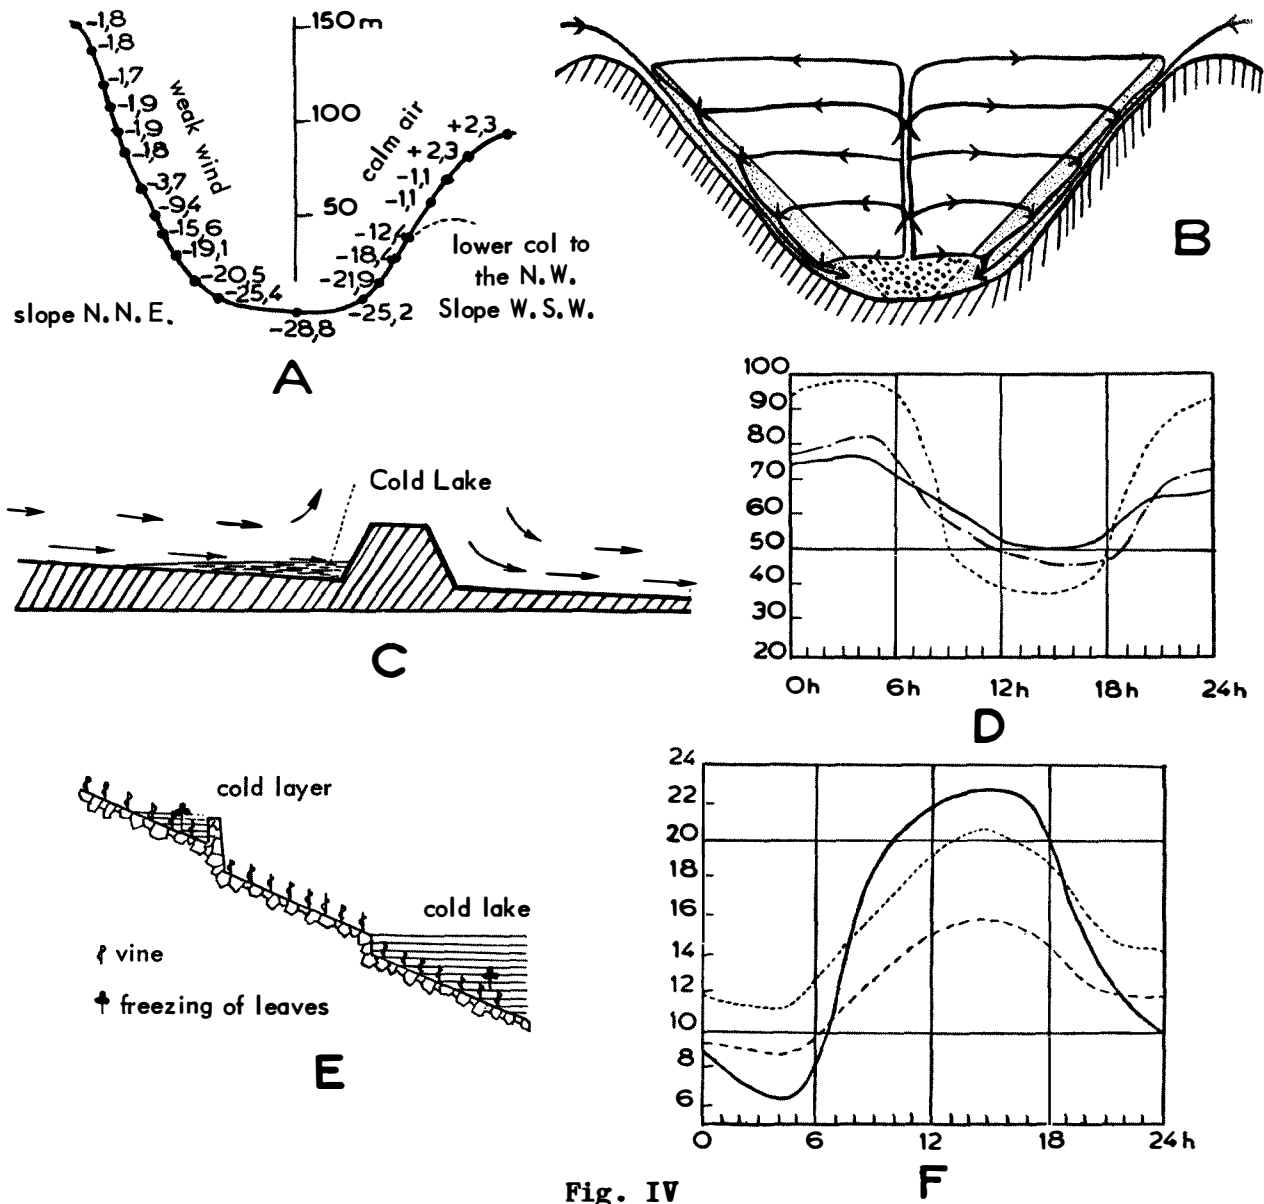 150m
100
50
-1,8
-1,8
-1,7
-1,9
-1,9
-1,8
-3,7
-9,4
-15,6
-19,1
-20,5
-25,4
-28,8
-25,2
-21,9
-18,4
-12,4
-1,1
-1,1
+2,3
+2,3
weak wind
calm air
slope N.N.E.
lower col to
the N.W.
Slope W.S.W.
A
B
Cold Lake
C
100
90
80
70
60
50
40
30
20
0h 6h 12h 18h 24h
D
cold layer
cold lake
vine
freezing of leaves
E
24
22
20
18
16
14
12
10
8
6
0 6 12 18 24h
F
Fig. IV